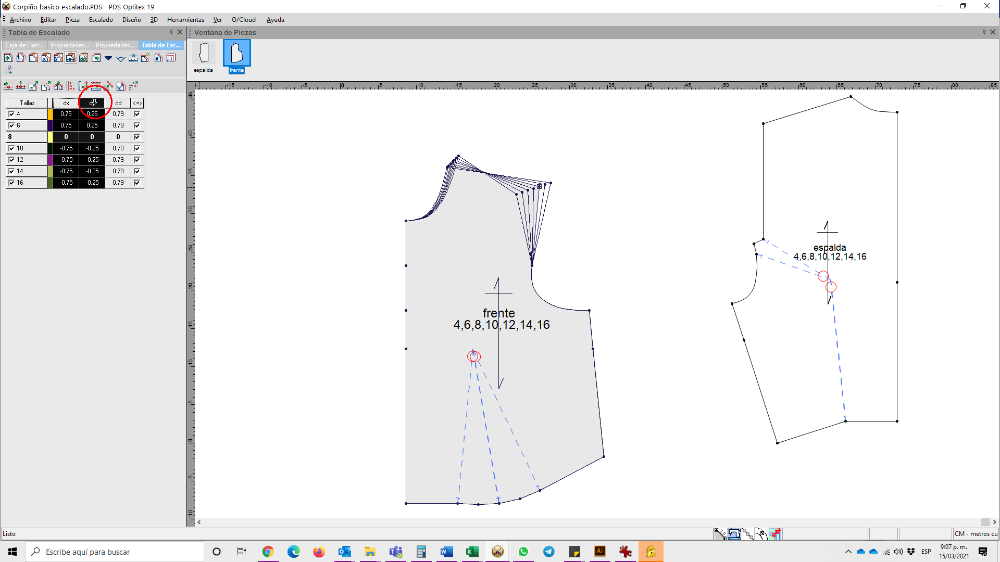 Corpiño basico escalado.PDS - PDS Optitex 19
Archivo Editar Pieza Escalado Diseño 3D Herramientas Ver O/Cloud Ayuda
Tabla de Escalado
Caja de Herr... Propiedades... Propiedades... Tabla de Esc...
Tallas dx dd <=>
4 0.75 0.25 0.79
6 0.75 0.25 0.79
8 0 0 0
10 -0.75 -0.25 0.79
12 -0.75 -0.25 0.79
14 -0.75 -0.25 0.79
16 -0.75 -0.25 0.79
Ventana de Piezas
espalda frente
-15 -10 -5 0 5 10 15 20 25 30 35 40 45 50 55 60 65 70 75 80 85
45
40
35
30
25
20
15
10
5
0
-5
-10
frente
4,6,8,10,12,14,16
espalda
4,6,8,10,12,14,16
Listo
CM - metros cu
Escribe aquí para buscar
ESP
9:07 p. m.
15/03/2021